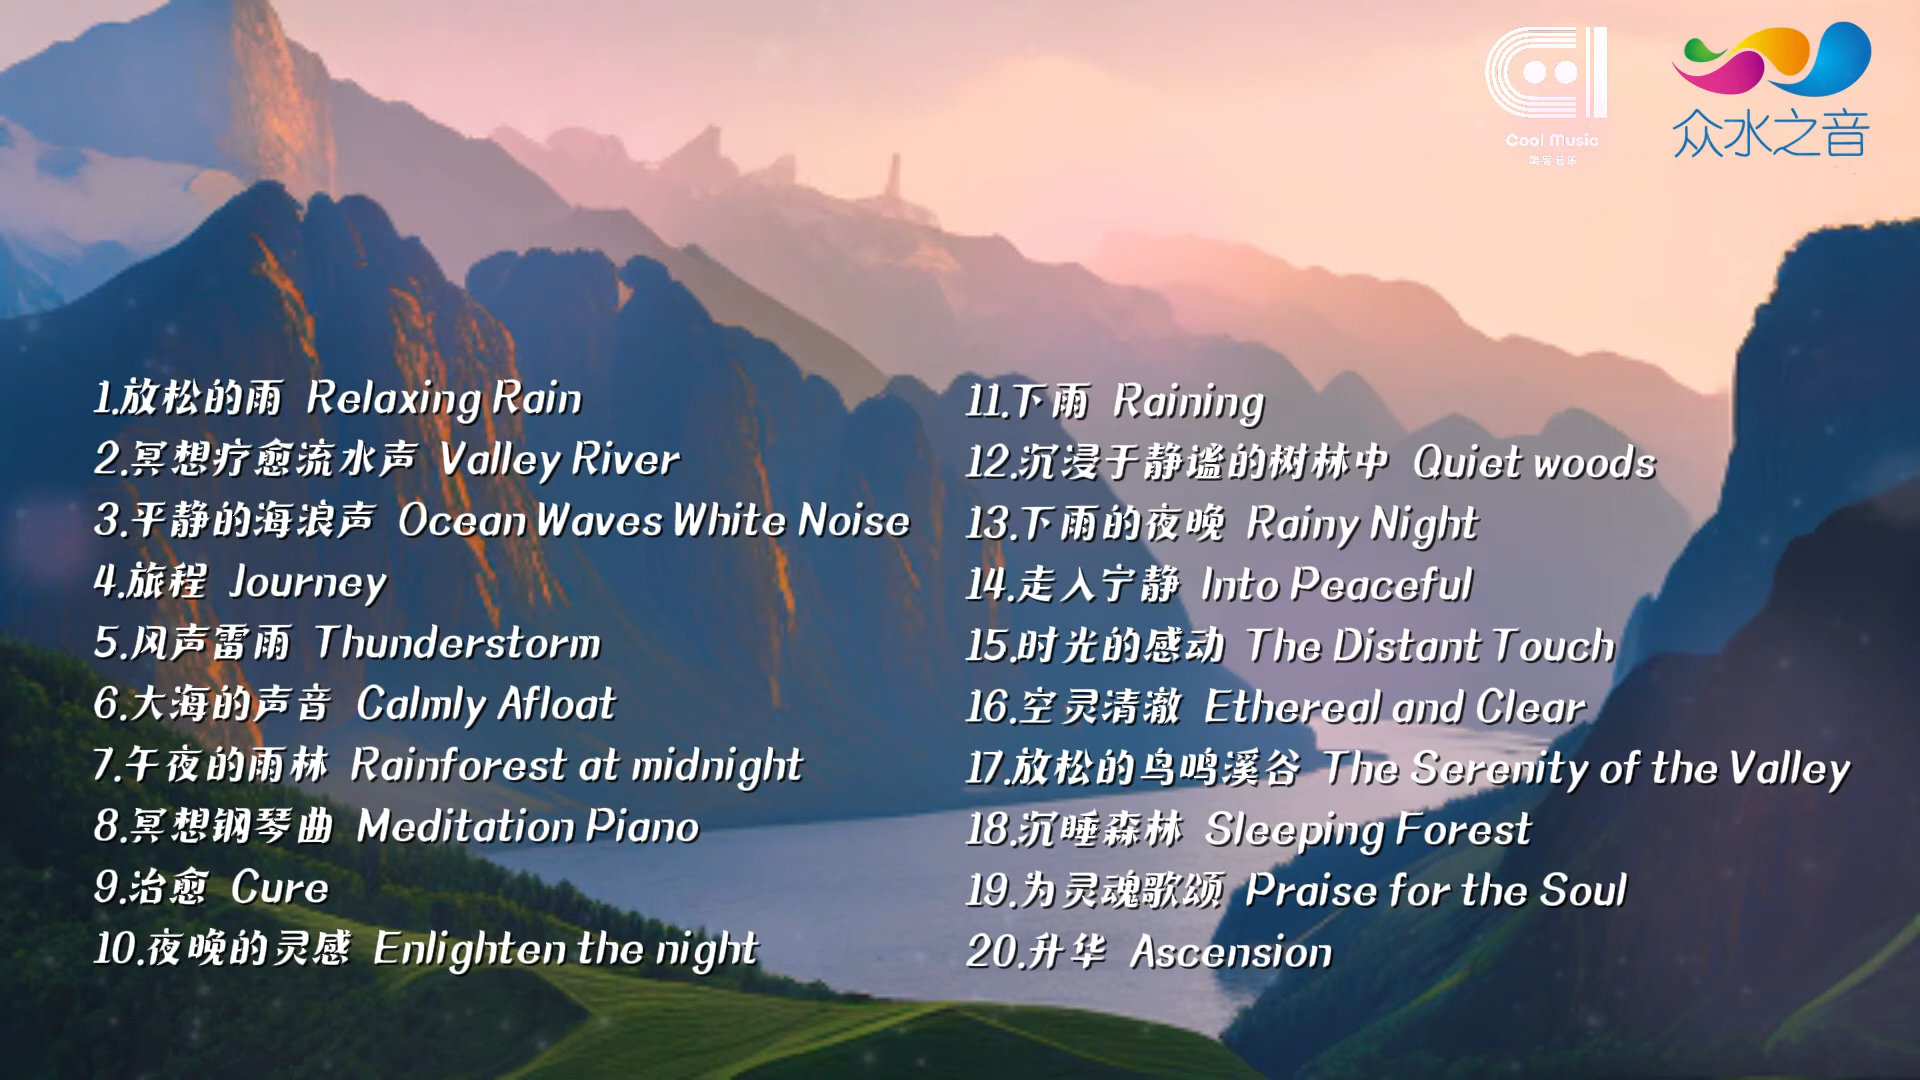 Cool Music
众水之音
1.放松的雨 Relaxing Rain
2.冥想疗愈流水声 Valley River
3.平静的海浪声 Ocean Waves White Noise
4.旅程 Journey
5.风声雷雨 Thunderstorm
6.大海的声音 Calmly Afloat
7.午夜的雨林 Rainforest at midnight
8.冥想钢琴曲 Meditation Piano
9.治愈 Cure
10.夜晚的灵感 Enlighten the night
11.下雨 Raining
12.沉浸于静谧的树林中 Quiet woods
13.下雨的夜晚 Rainy Night
14.走入宁静 Into Peaceful
15.时光的感动 The Distant Touch
16.空灵清澈 Ethereal and Clear
17.放松的鸟鸣溪谷 The Serenity of the Valley
18.沉睡森林 Sleeping Forest
19.为灵魂歌颂 Praise for the Soul
20.升华 Ascension